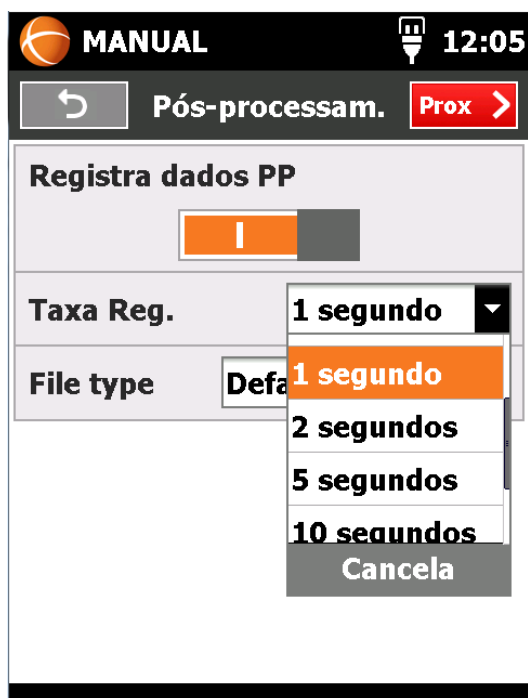 MANUAL 12:05
Pós-processam. Prox
Registra dados PP
Taxa Reg. 1 segundo
1 segundo
File type Defa
2 segundos
5 segundos
10 segundos
Cancela